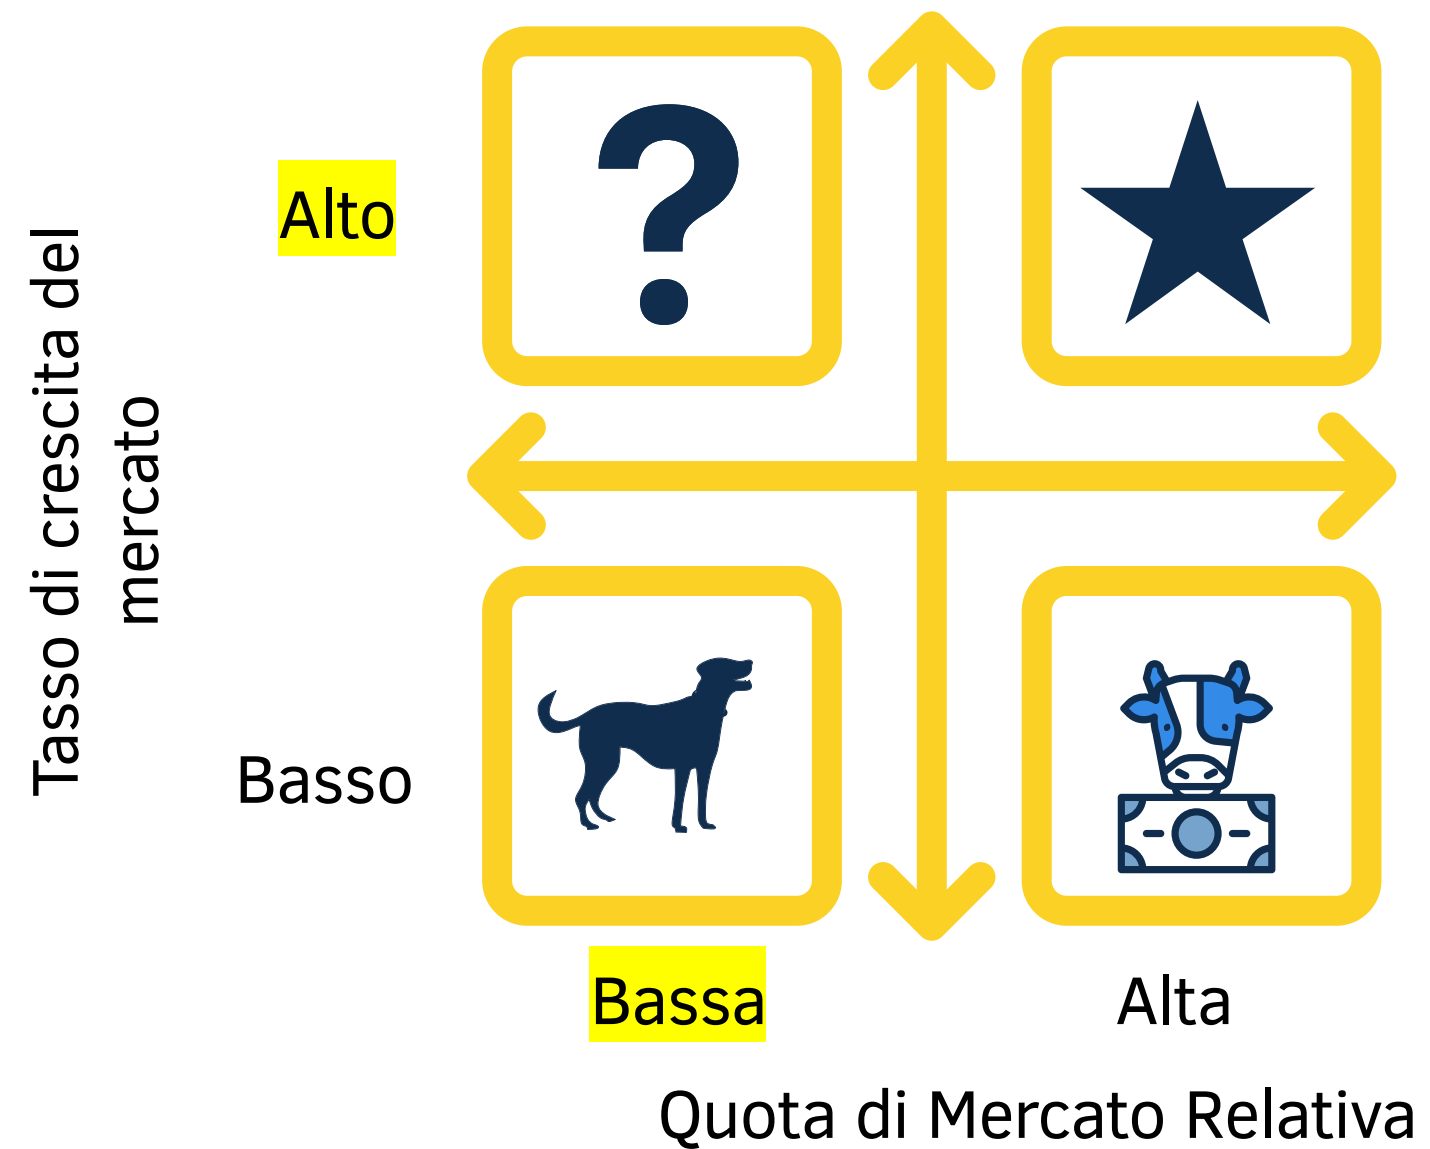 Tasso di crescita del
mercato
Alto
?
Basso
Bassa
Alta
Quota di Mercato Relativa